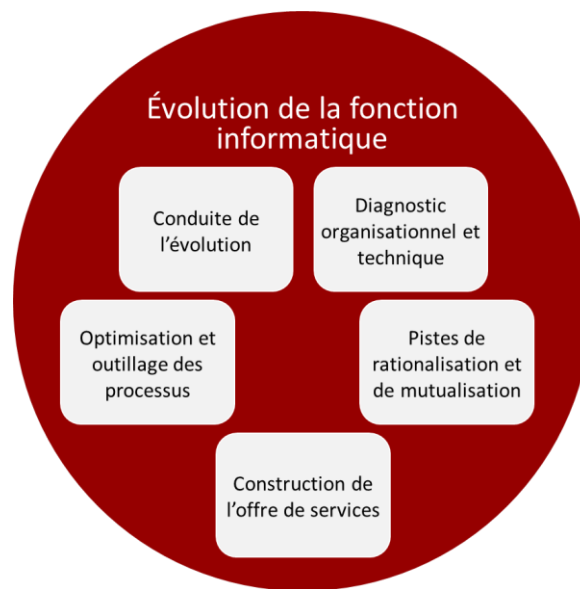 Évolution de la fonction
informatique
Conduite de
l’évolution
Diagnostic
organisationnel et
technique
Optimisation et
outillage des
processus
Pistes de
rationalisation et
de mutualisation
Construction de
l’offre de services